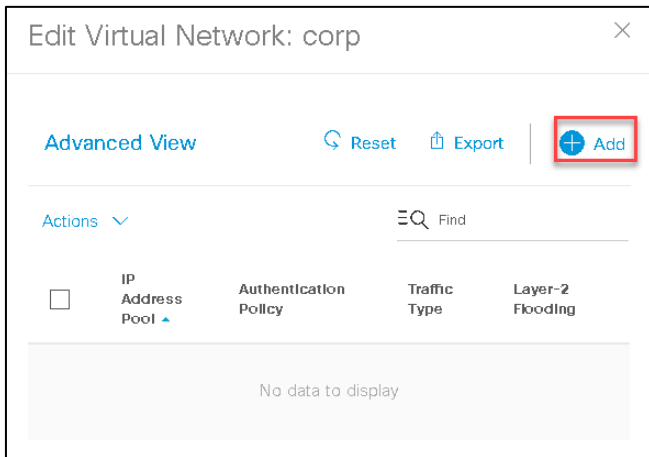 Edit Virtual Network: corp
Advanced View Reset Export Add
Actions Find
IP Address Pool Authentication Policy Traffic Type Layer-2 Flooding
No data to display